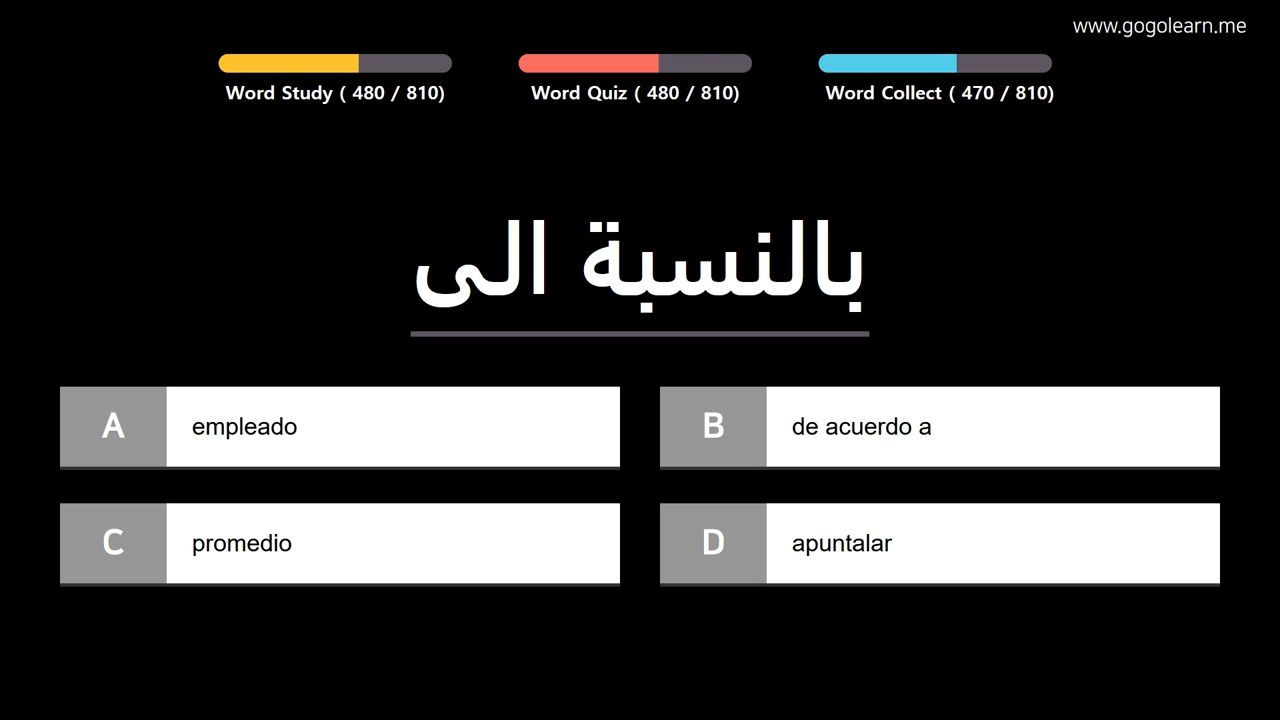 www.gogolearn.me
Word Study ( 480 / 810)
Word Quiz ( 480 / 810)
Word Collect ( 470 / 810)
بالنسبة الى
A empleado
B de acuerdo a
C promedio
D apuntalar